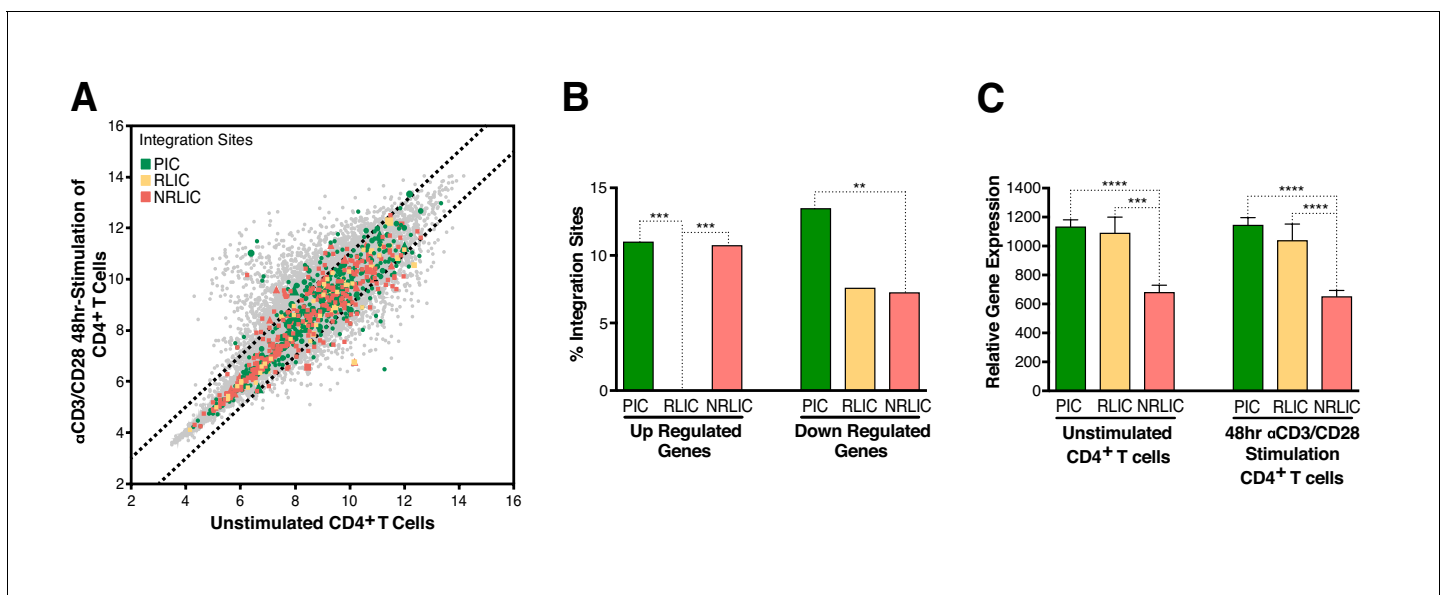 A
αCD3/CD28 48hr-Stimulation of
CD4+ T Cells
16
14
12
10
8
6
4
2
Integration Sites
PIC
RLIC
NRLIC
2 4 6 8 10 12 14 16
Unstimulated CD4+ T Cells
B
% Integration Sites
15
10
5
0
***
***
**
PIC RLIC NRLIC PIC RLIC NRLIC
Up Regulated
Genes
Down Regulated
Genes
C
Relative Gene Expression
1400
1200
1000
800
600
400
200
0
****
***
****
****
PIC RLIC NRLIC PIC RLIC NRLIC
Unstimulated
CD4+ T cells
48hr αCD3/CD28
Stimulation
CD4+ T cells